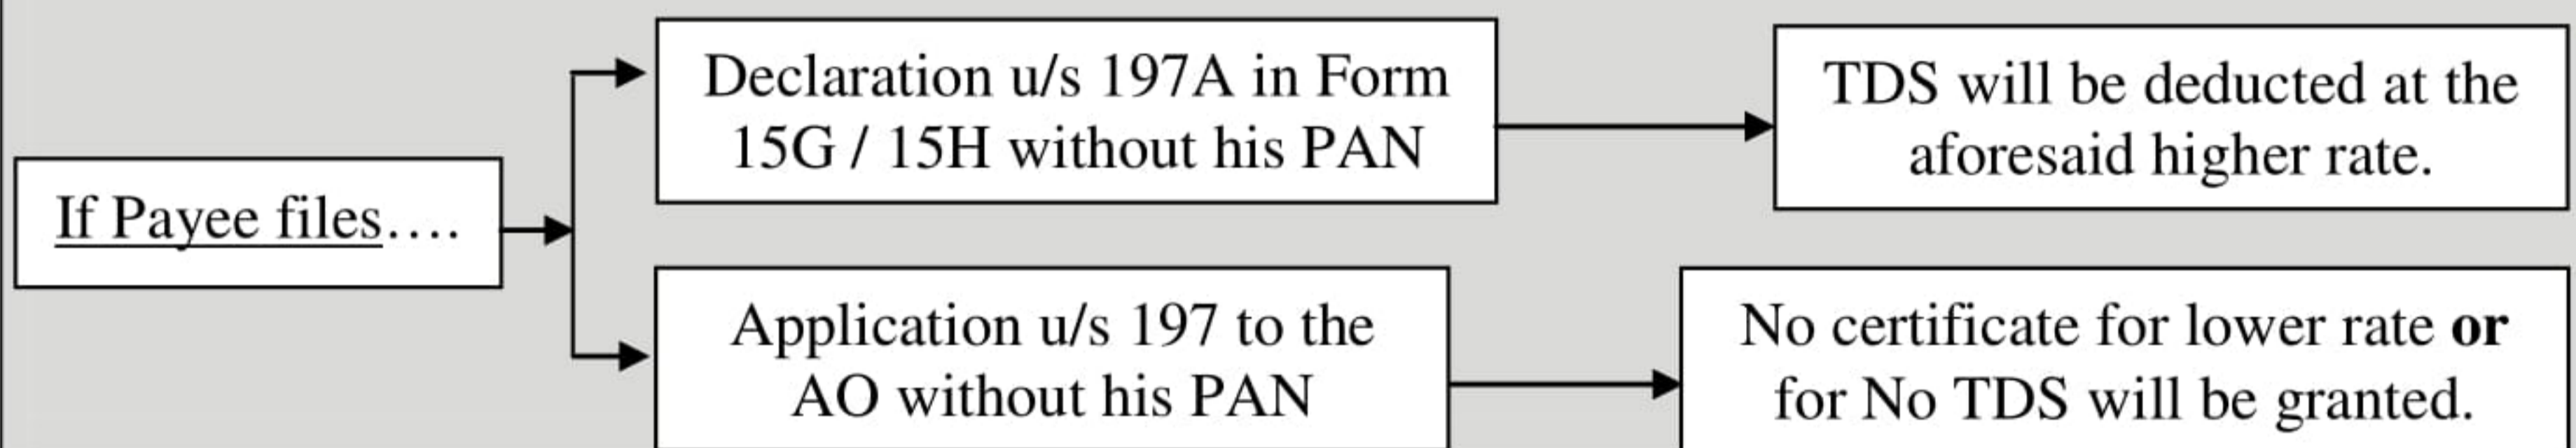 If Payee files....
Declaration u/s 197A in Form
15G / 15H without his PAN
TDS will be deducted at the
aforesaid higher rate.
Application u/s 197 to the
AO without his PAN
No certificate for lower rate or
for No TDS will be granted.